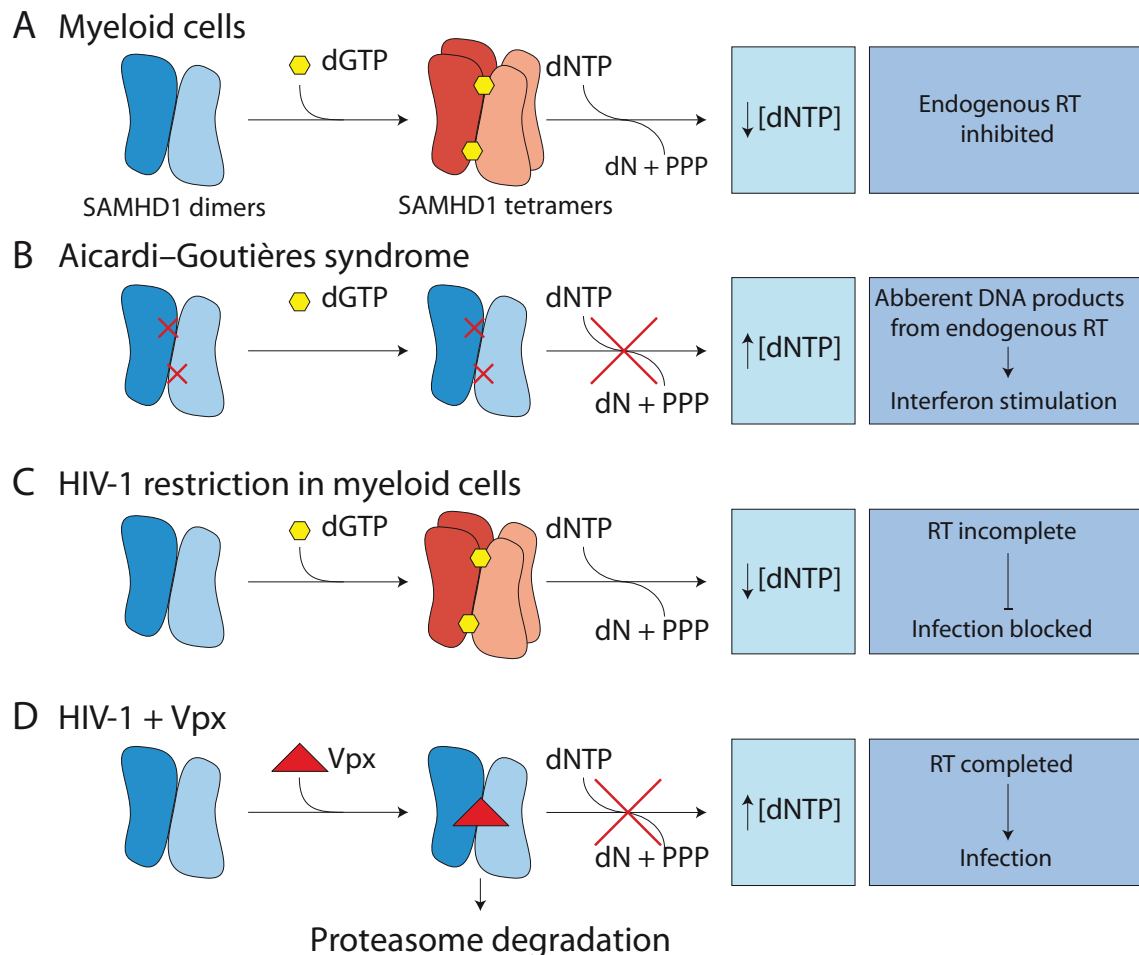 A Myeloid cells
dGTP
dNTP
dN + PPP
SAMHD1 dimers
SAMHD1 tetramers
↓[dNTP]
Endogenous RT
inhibited
B Aicardi–Goutières syndrome
dGTP
dNTP
dN + PPP
↑[dNTP]
Abberent DNA products
from endogenous RT
Interferon stimulation
C HIV-1 restriction in myeloid cells
dGTP
dNTP
dN + PPP
↓[dNTP]
RT incomplete
Infection blocked
D HIV-1 + Vpx
Vpx
dNTP
dN + PPP
↑[dNTP]
RT completed
Infection
Proteasome degradation